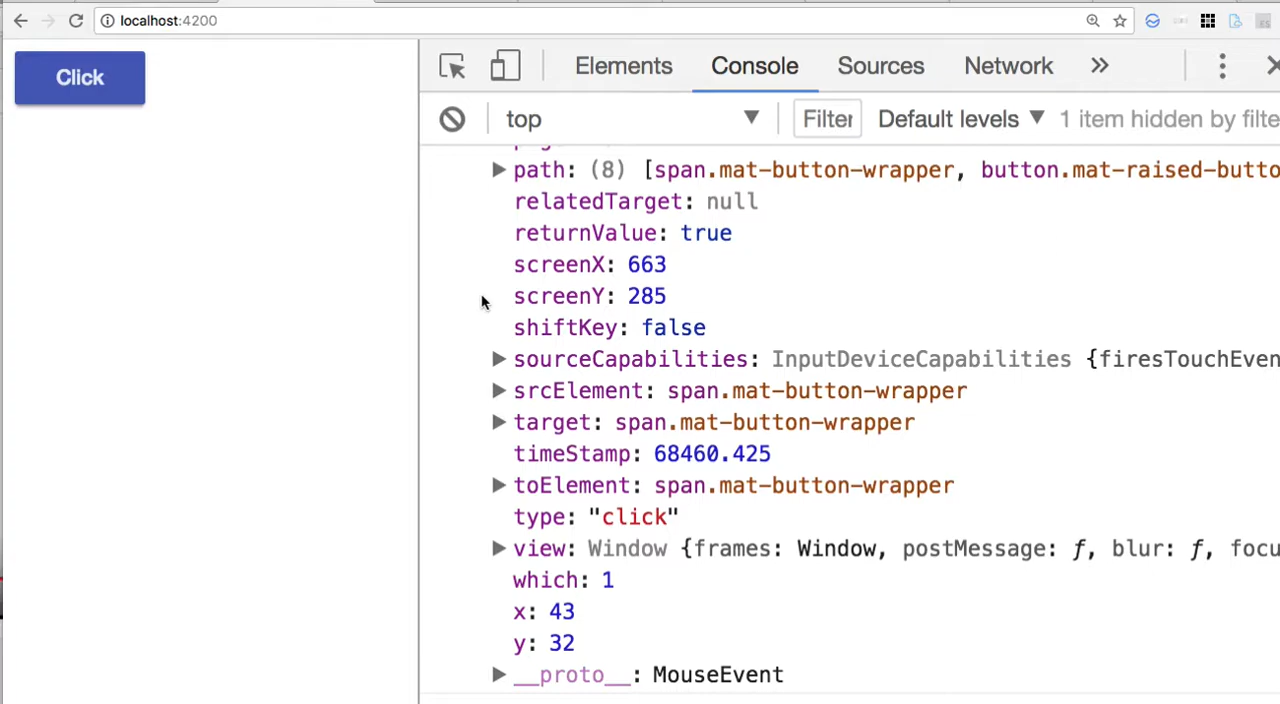 localhost:4200
Click
Elements Console Sources Network »
top Filter Default levels 1 item hidden by filte
path: (8) [span.mat-button-wrapper, button.mat-raised-butto
relatedTarget: null
returnValue: true
screenX: 663
screenY: 285
shiftKey: false
sourceCapabilities: InputDeviceCapabilities {firesTouchEven
srcElement: span.mat-button-wrapper
target: span.mat-button-wrapper
timeStamp: 68460.425
toElement: span.mat-button-wrapper
type: "click"
view: Window {frames: Window, postMessage: ƒ, blur: ƒ, focu
which: 1
x: 43
y: 32
__proto__: MouseEvent